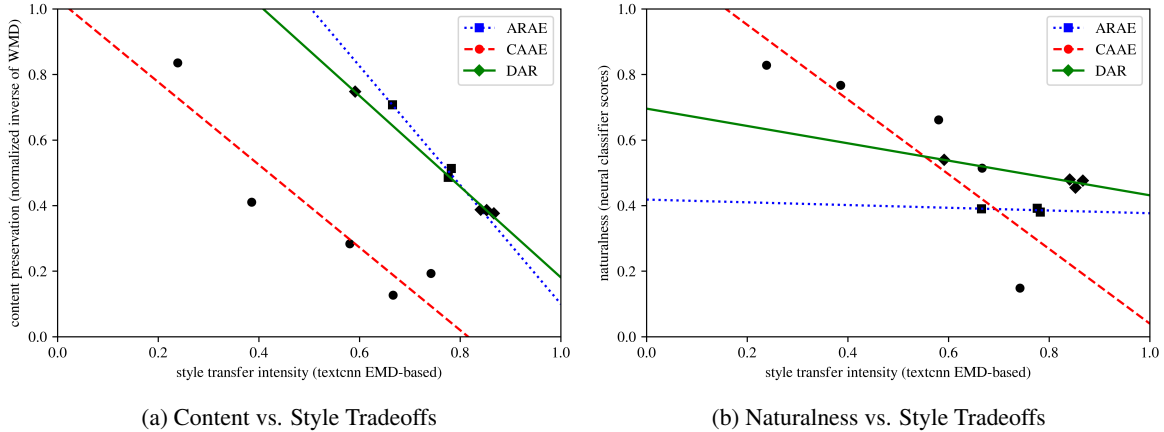 content preservation (normalized inverse of WMD)
1.0
0.8
0.6
0.4
0.2
0.0
0.0 0.2 0.4 0.6 0.8 1.0
style transfer intensity (textcnn EMD-based)
ARAE
CAAE
DAR
(a) Content vs. Style Tradeoffs
naturalness (neural classifier scores)
1.0
0.8
0.6
0.4
0.2
0.0
0.0 0.2 0.4 0.6 0.8 1.0
style transfer intensity (textcnn EMD-based)
ARAE
CAAE
DAR
(b) Naturalness vs. Style Tradeoffs